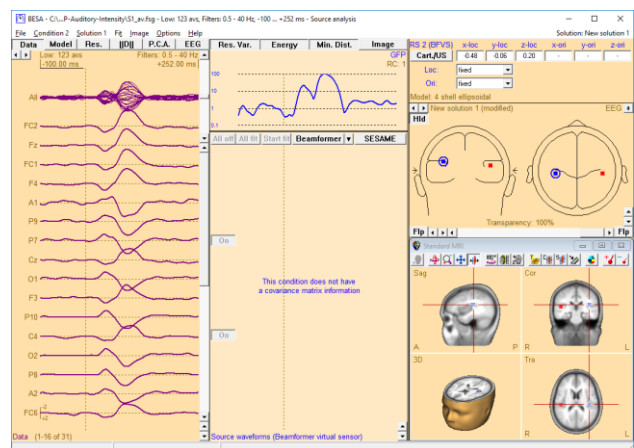 BESA - C:\...P-Auditory-Intensity\S1_av.fsg - Low: 123 avs, Filters: 0.5 - 40 Hz, -100 ... +252 ms - Source analysis
File Condition 2 Solution 1 Fit Image Options Help
Solution: New solution 1
Data Model Res. ||D|| P.C.A. EEG
Low: 123 avs Filters: 0.5 - 40 Hz
-100.00 ms +252.00 ms
All
FC2
Fz
FC1
F4
A1
P9
P7
Cz
O1
F3
P10
C4
O2
P8
A2
FC6
+2
Data (1-16 of 31)
Res. Var. Energy Min. Dist. Image
GFP
RC: 1
100
10
1
0.1
All off All fit Start fit Beamformer SESAME
On
This condition does not have
a covariance matrix information
On
Source waveforms (Beamformer virtual sensor)
RS 2 (BFVS) x-loc y-loc z-loc x-ori y-ori z-ori
Cart./US -0.48 -0.06 0.20 - - -
Loc: fixed
Ori: fixed
Model: 4 shell ellipsoidal
New solution 1 (modified) EEG
Hld
Transparency: 100%
Flp Flp
Standard MRI
Sag Cor
A P R L
3D Tra
R L